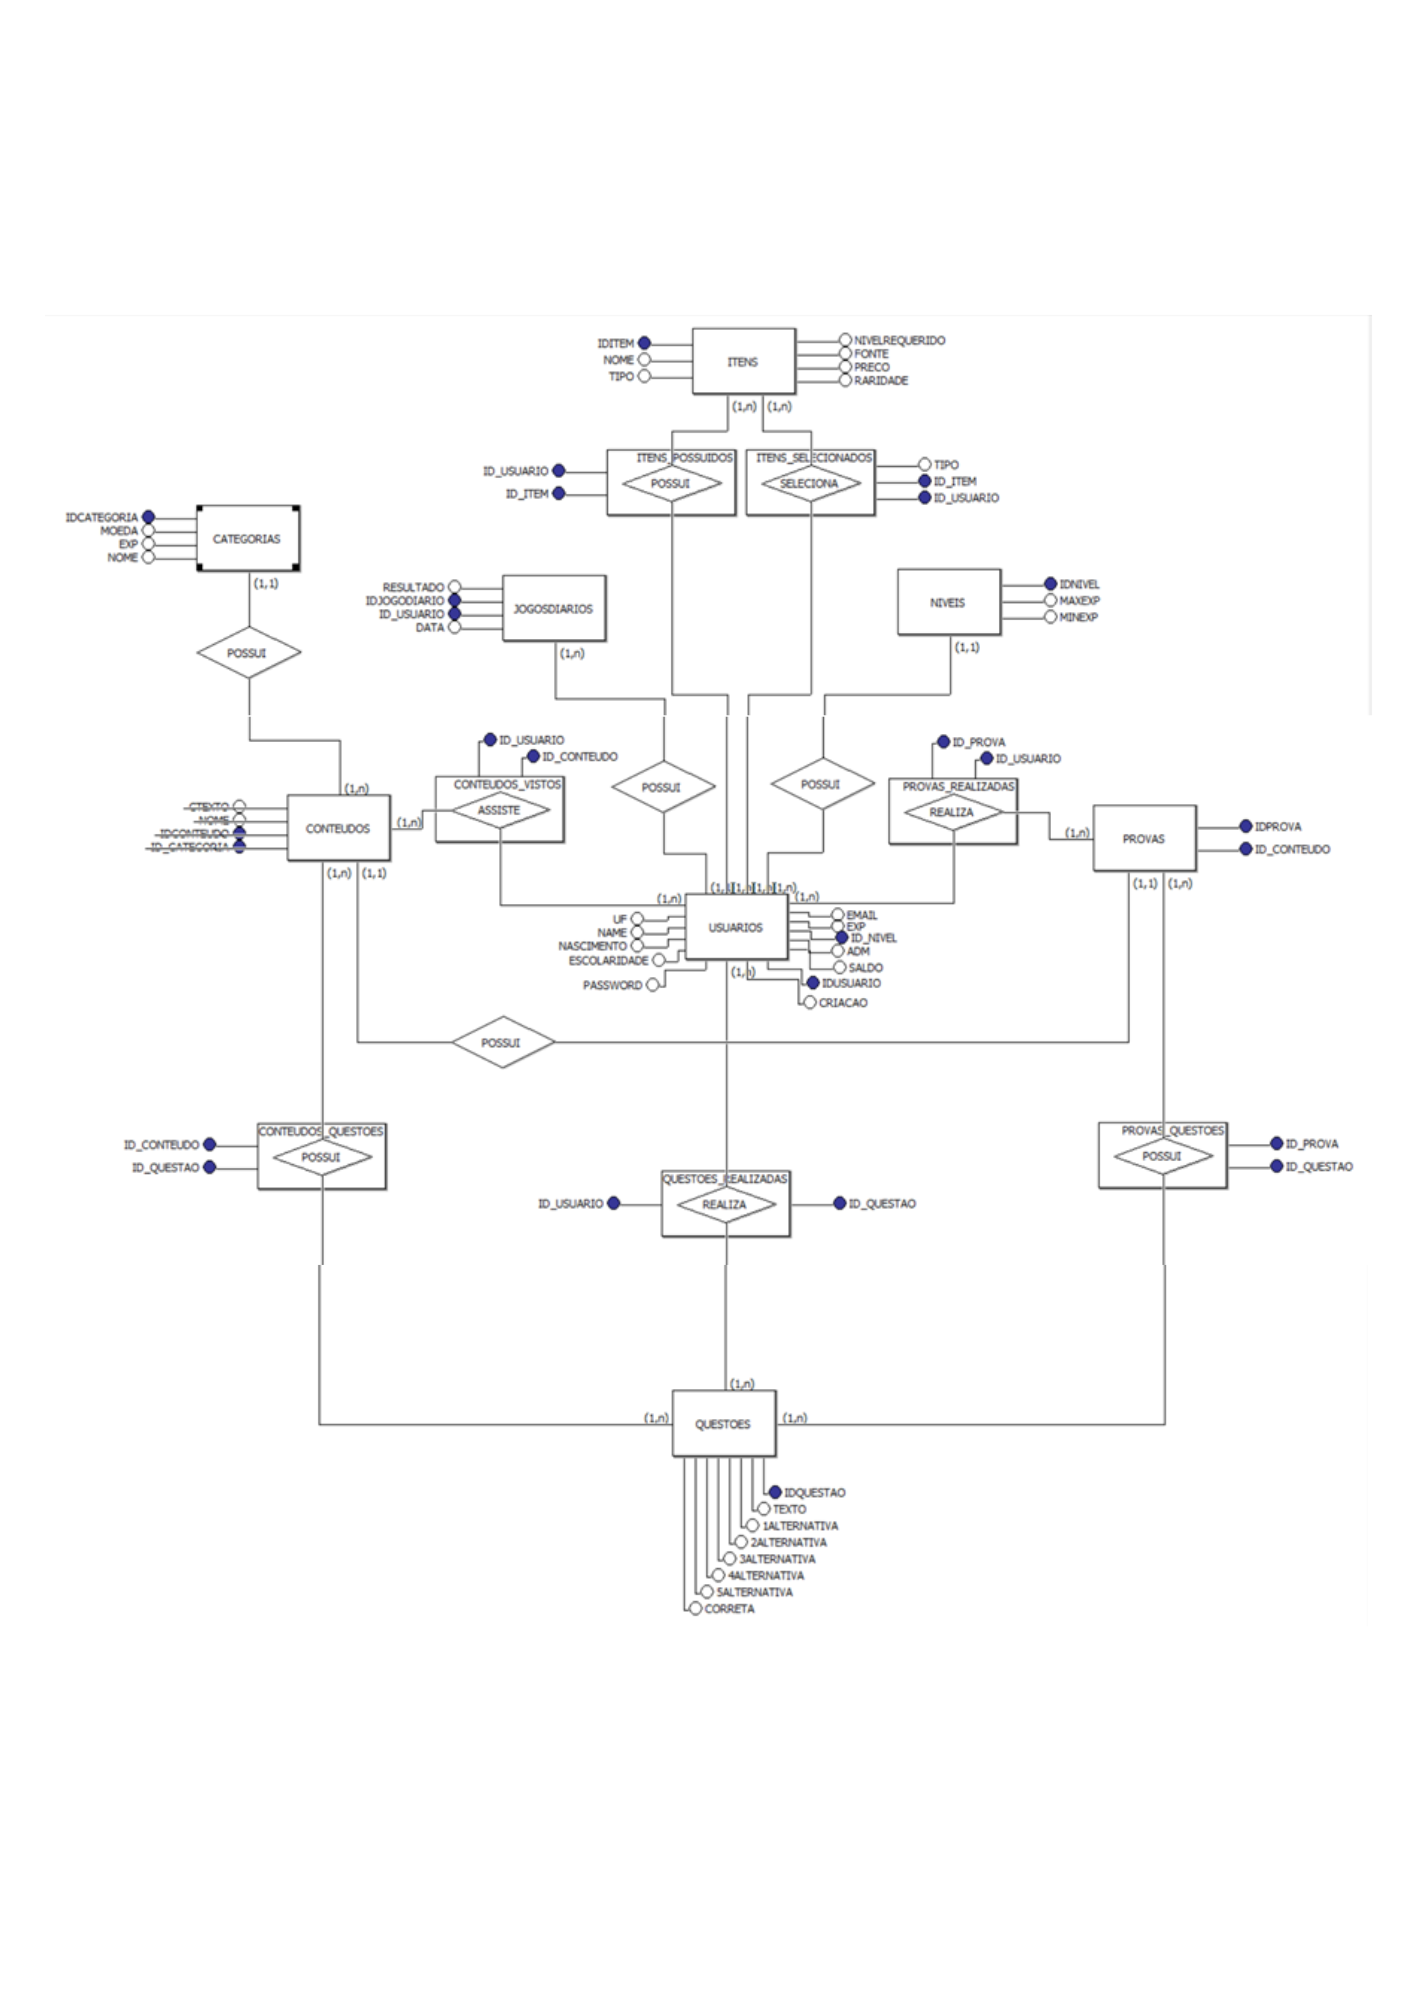 IDITEM
NOME
TIPO
ITENS
NIVELREQUERIDO
FONTE
PRECO
RARIDADE
(1,n) (1,n)
ITENS_POSSUIDOS
POSSUI
ID_USUARIO
ID_ITEM
ITENS_SELECIONADOS
SELECIONA
TIPO
ID_ITEM
ID_USUARIO
IDCATEGORIA
MOEDA
EXP
NOME
CATEGORIAS
(1,1)
POSSUI
RESULTADO
IDJOGODIARIO
ID_USUARIO
DATA
JOGOSDIARIOS
(1,n)
NIVEIS
IDNIVEL
MAXEXP
MINEXP
(1,1)
ID_USUARIO
ID_CONTEUDO
CONTEUDOS_VISTOS
ASSISTE
POSSUI
POSSUI
ID_PROVA
ID_USUARIO
PROVAS_REALIZADAS
REALIZA
(1,n)
CTEXTO
NOME
IDCONTEUDO
ID_CATEGORIA
CONTEUDOS
(1,n)
(1,n) (1,1)
(1,n)
PROVAS
IDPROVA
ID_CONTEUDO
(1,1) (1,n)
(1,n)
(1,1)
(1,n)
(1,n)
(1,n)
(1,n)
UF
NAME
NASCIMENTO
ESCOLARIDADE
PASSWORD
USUARIOS
EMAIL
EXP
ID_NIVEL
ADM
SALDO
IDUSUARIO
CRIACAO
(1,n)
POSSUI
ID_CONTEUDO
ID_QUESTAO
CONTEUDOS_QUESTOES
POSSUI
QUESTOES_REALIZADAS
REALIZA
ID_USUARIO
ID_QUESTAO
PROVAS_QUESTOES
POSSUI
ID_PROVA
ID_QUESTAO
(1,n)
(1,n)
QUESTOES
(1,n)
IDQUESTAO
TEXTO
1ALTERNATIVA
2ALTERNATIVA
3ALTERNATIVA
4ALTERNATIVA
5ALTERNATIVA
CORRETA